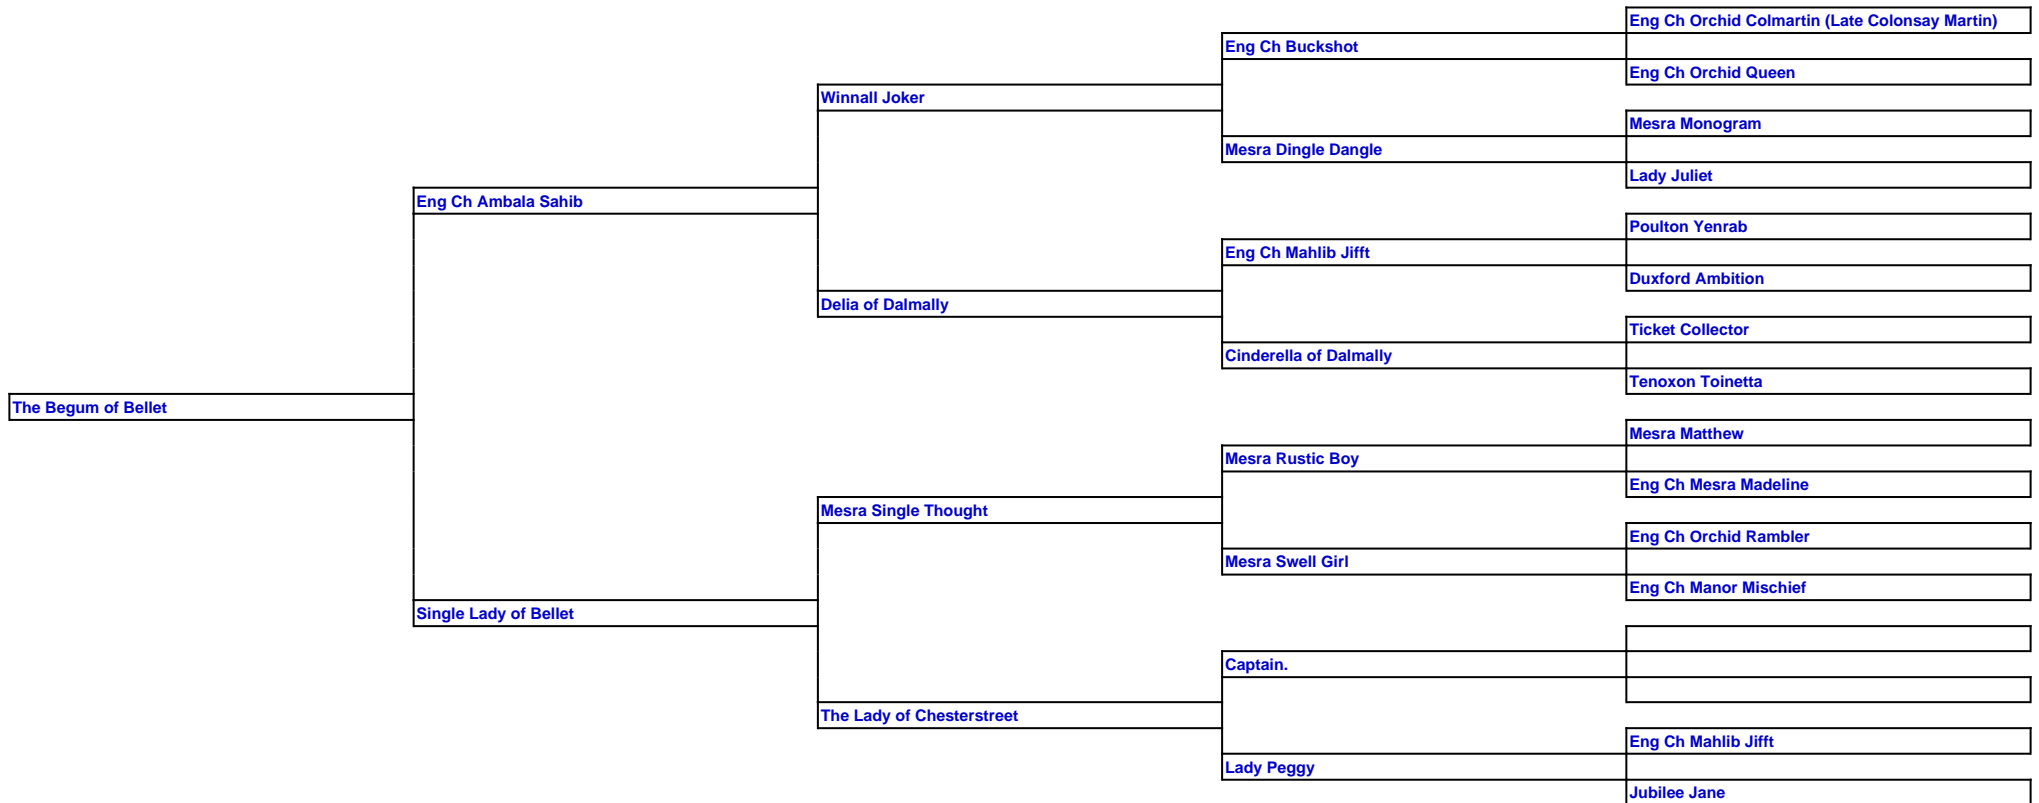 Eng Ch Orchid Colmartin (Late Colonsay Martin)
Eng Ch Buckshot
Eng Ch Orchid Queen
Winnall Joker
Mesra Monogram
Mesra Dingle Dangle
Lady Juliet
Eng Ch Ambala Sahib
Poulton Yenrab
Eng Ch Mahlib Jifft
Duxford Ambition
Delia of Dalmally
Ticket Collector
Cinderella of Dalmally
Tenoxon Toinetta
The Begum of Bellet
Mesra Matthew
Mesra Rustic Boy
Eng Ch Mesra Madeline
Mesra Single Thought
Eng Ch Orchid Rambler
Mesra Swell Girl
Eng Ch Manor Mischief
Single Lady of Bellet
Captain.
The Lady of Chesterstreet
Eng Ch Mahlib Jifft
Lady Peggy
Jubilee Jane